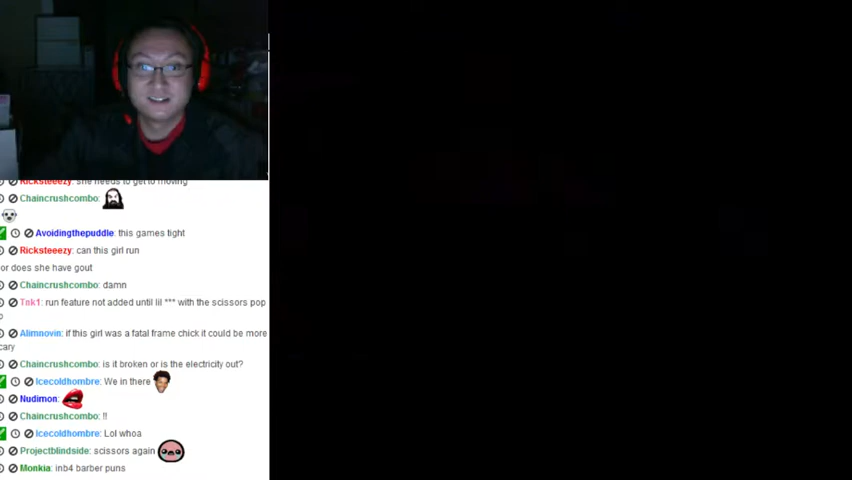 Ricksteeezy: she needs to get to moving
Chaincrushcombo:
Avoidingthepuddle: this games tight
Ricksteeezy: can this girl run
or does she have gout
Chaincrushcombo: damn
Tnk1: run feature not added until lil *** with the scissors pop
o
Alimnovin: if this girl was a fatal frame chick it could be more
cary
Chaincrushcombo: is it broken or is the electricity out?
Icecoldhombre: We in there
Nudimon:
Chaincrushcombo: !!
Icecoldhombre: Lol whoa
Projectblindside: scissors again
Monkia: inb4 barber puns